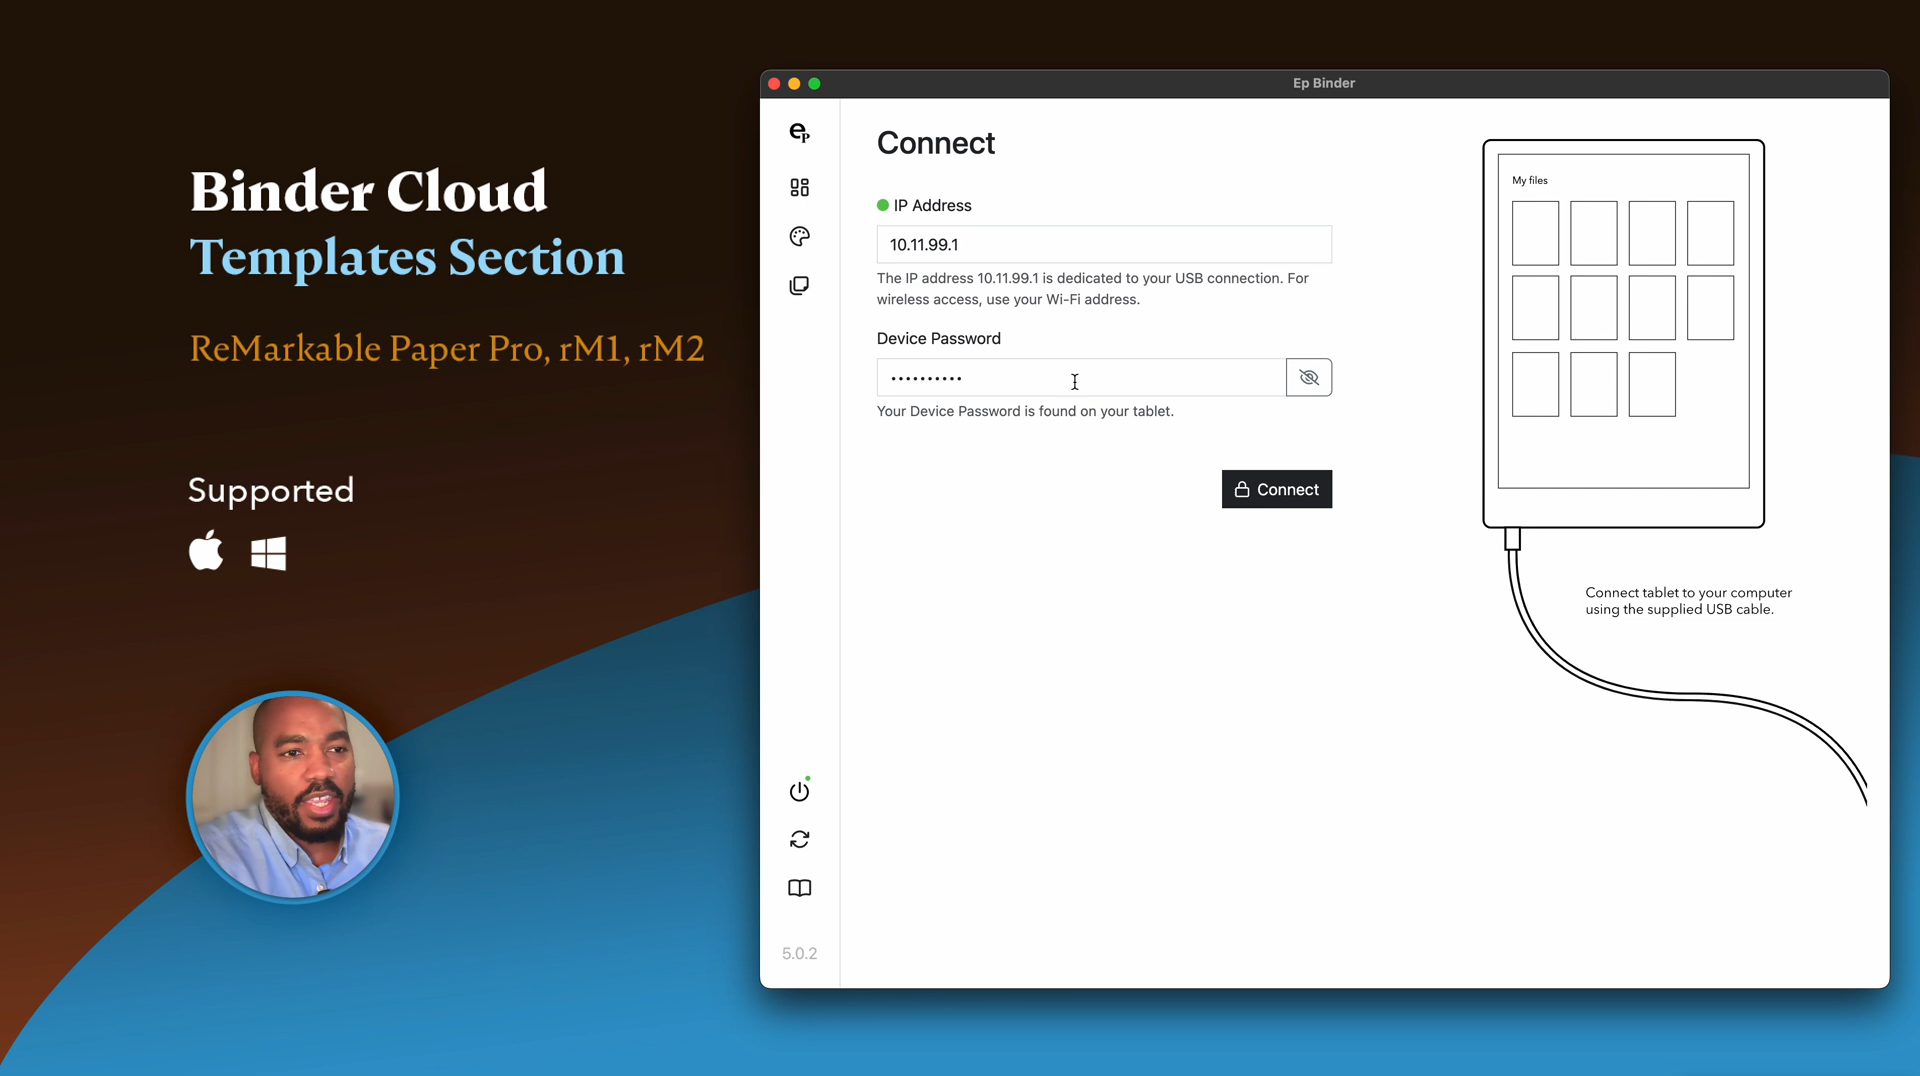 Binder Cloud
Templates Section
ReMarkable Paper Pro, rM1, rM2
Supported
Ep Binder
eP
Connect
IP Address
10.11.99.1
The IP address 10.11.99.1 is dedicated to your USB connection. For
wireless access, use your Wi-Fi address.
Device Password
••••••••••
Your Device Password is found on your tablet.
Connect
5.0.2
My files
Connect tablet to your computer
using the supplied USB cable.